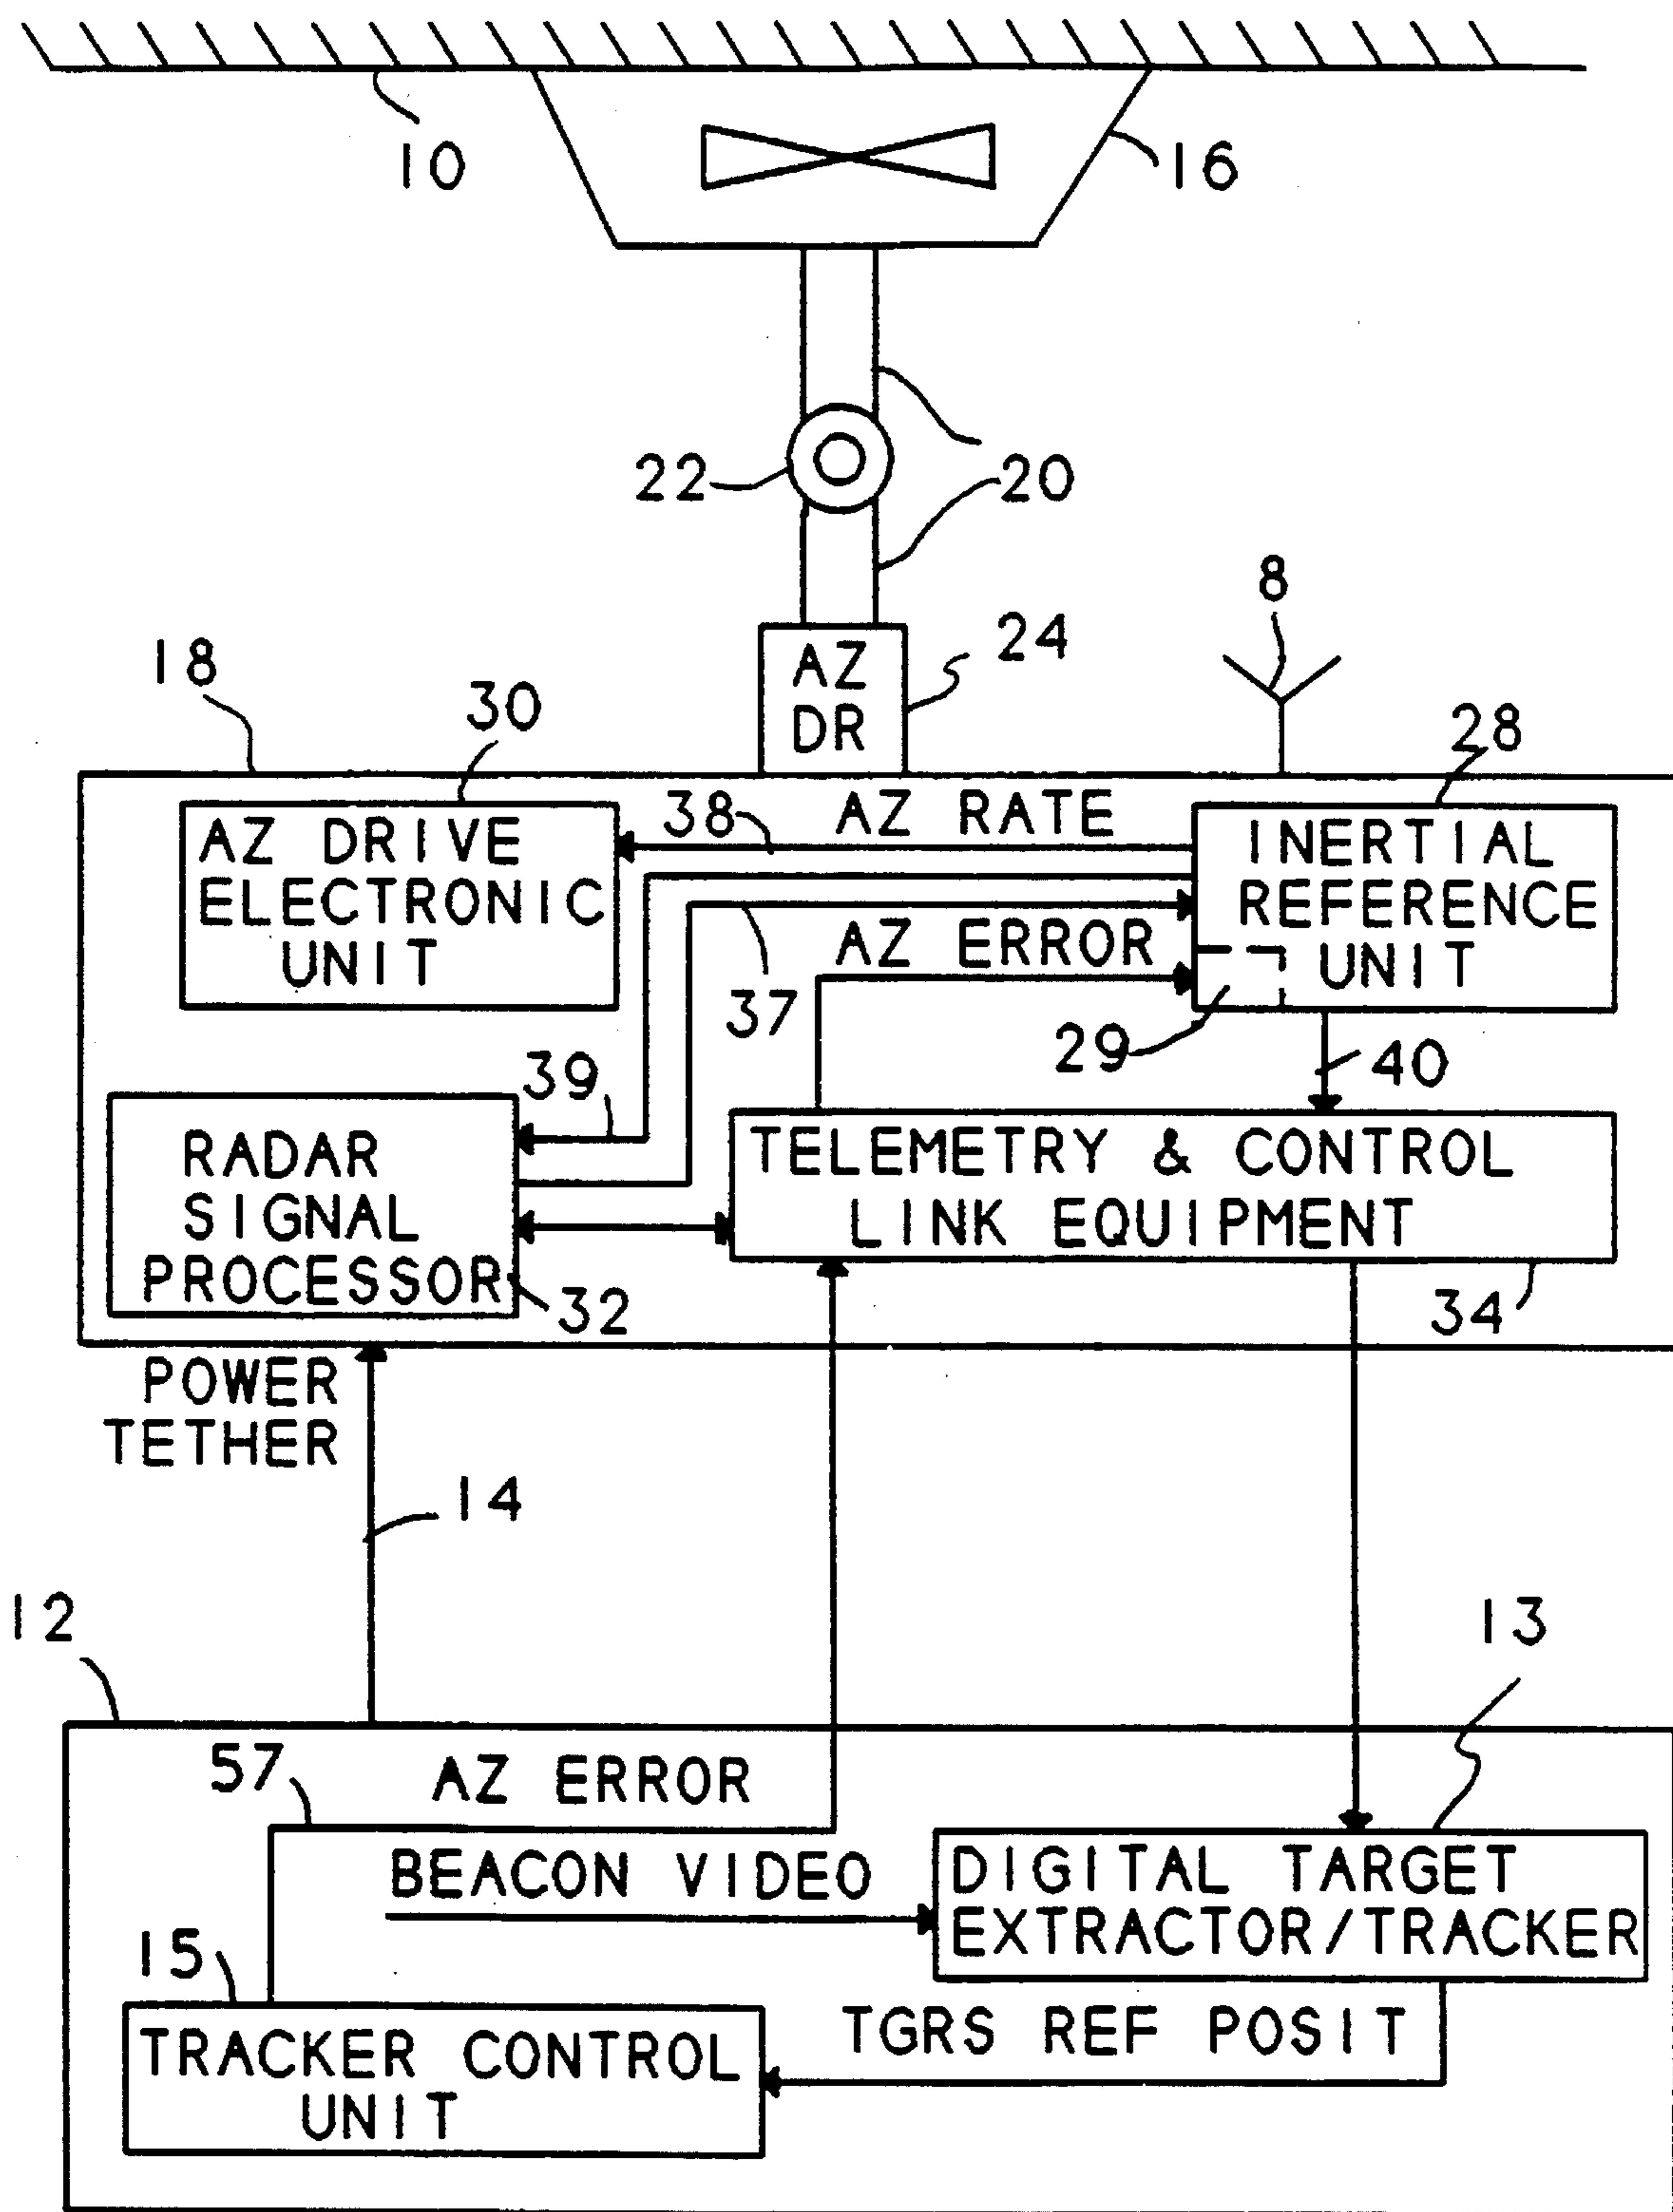 10
16
22
20
8
24
18
30
28
AZ
DR
38
AZ RATE
AZ DRIVE
ELECTRONIC
UNIT
INERTIAL
REFERENCE
UNIT
AZ ERROR
37
29
40
39
RADAR
SIGNAL
PROCESSOR
TELEMETRY & CONTROL
LINK EQUIPMENT
32
34
POWER
TETHER
14
12
13
57
AZ ERROR
BEACON VIDEO
DIGITAL TARGET
EXTRACTOR/TRACKER
15
TGRS REF POSIT
TRACKER CONTROL
UNIT